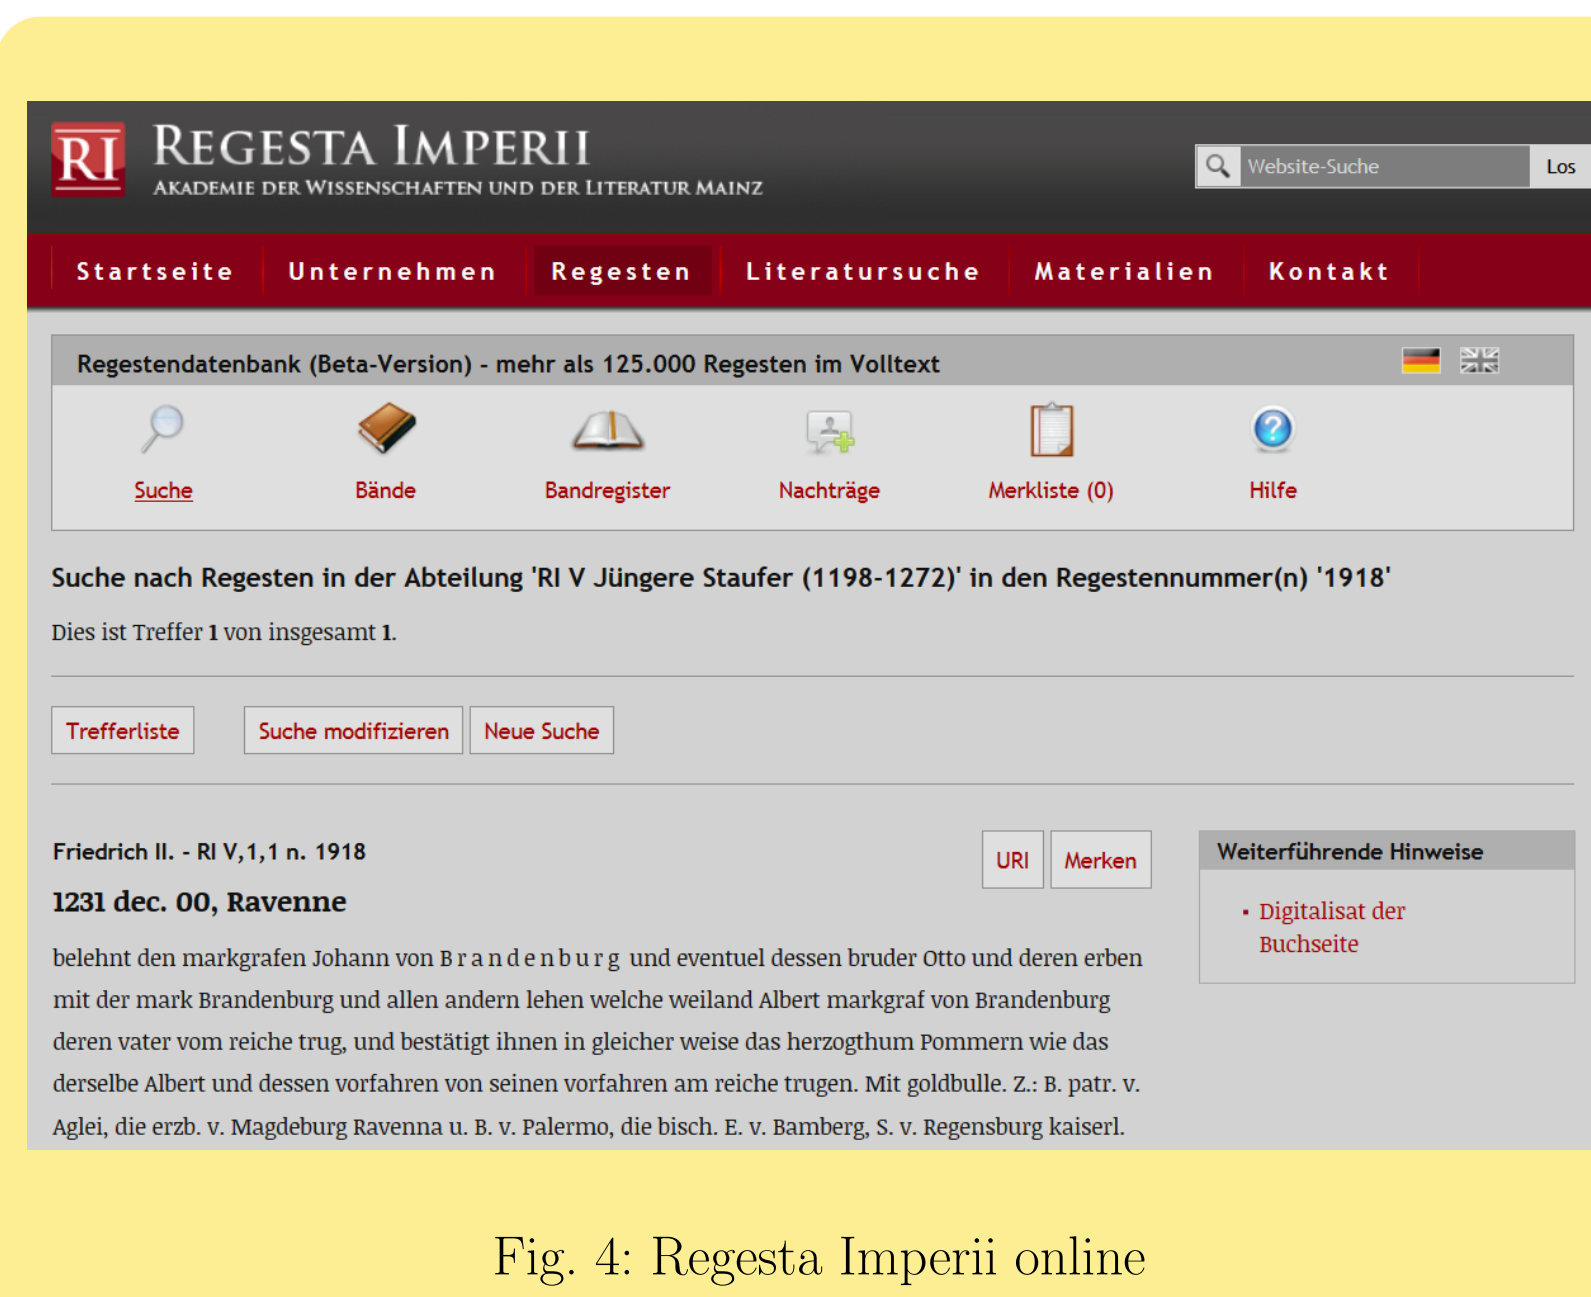 RI REGESTA IMPERII
AKADEMIE DER WISSENSCHAFTEN UND DER LITERATUR MAINZ
Website-Suche Los
Startseite Unternehmen Regesten Literatursuche Materialien Kontakt
Regestendatenbank (Beta-Version) - mehr als 125.000 Regesten im Volltext
Suche Bände Bandregister Nachträge Merkliste (0) Hilfe
Suche nach Regesten in der Abteilung 'RI V Jüngere Staufer (1198-1272)' in den Regestennummer(n) '1918'
Dies ist Treffer 1 von insgesamt 1.
Trefferliste Suche modifizieren Neue Suche
Friedrich II. - RI V,1,1 n. 1918
URI Merken
1231 dec. 00, Ravenne
belehnt den markgrafen Johann von B r a n d e n b u r g und eventuel dessen bruder Otto und deren erben
mit der mark Brandenburg und allen andern lehen welche weiland Albert markgraf von Brandenburg
deren vater vom reiche trug, und bestätigt ihnen in gleicher weise das herzogthum Pommern wie das
derselbe Albert und dessen vorfahren von seinen vorfahren am reiche trugen. Mit goldbulle. Z.: B. patr. v.
Aglei, die erzb. v. Magdeburg Ravenna u. B. v. Palermo, die bisch. E. v. Bamberg, S. v. Regensburg kaiserl.
Weiterführende Hinweise
Digitalisat der
Buchseite
Fig. 4: Regesta Imperii online